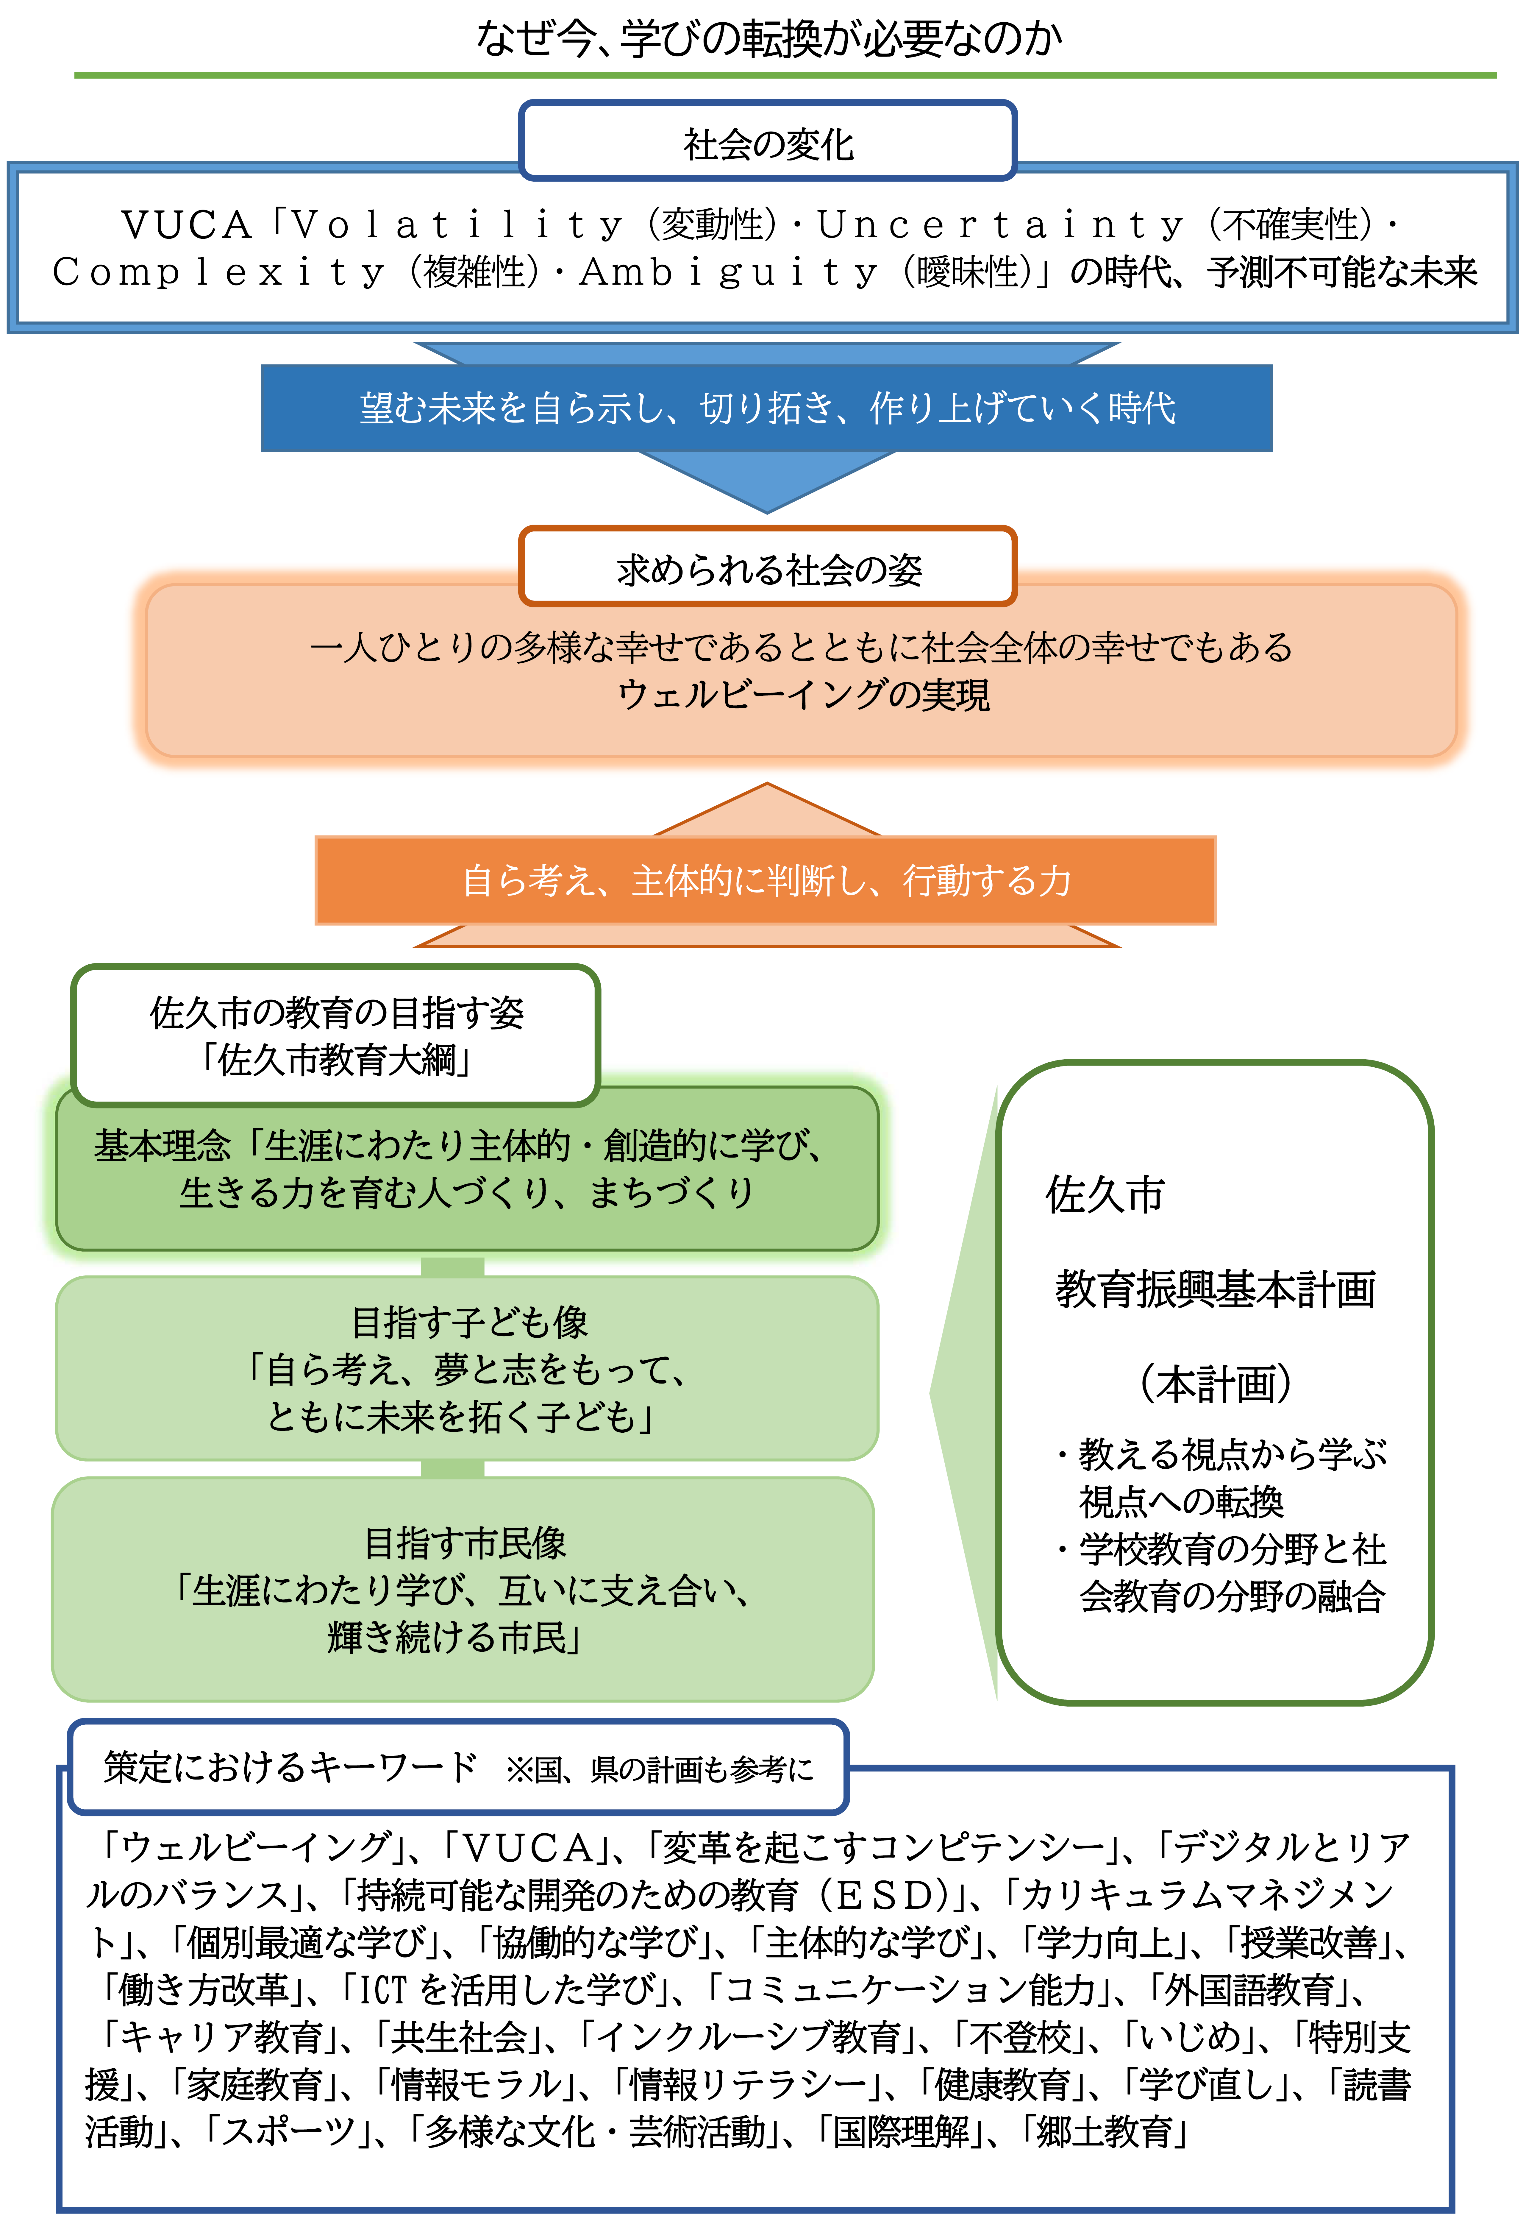 なぜ今、学びの転換が必要なのか
社会の変化
ＶＵＣＡ「Ｖｏｌａｔｉｌｉｔｙ（変動性）・Ｕｎｃｅｒｔａｉｎｔｙ（不確実性）・
Ｃｏｍｐｌｅｘｉｔｙ（複雑性）・Ａｍｂｉｇｕｉｔｙ（曖昧性）」の時代、予測不可能な未来
望む未来を自ら示し、切り拓き、作り上げていく時代
求められる社会の姿
一人ひとりの多様な幸せであるとともに社会全体の幸せでもある
ウェルビーイングの実現
自ら考え、主体的に判断し、行動する力
佐久市の教育の目指す姿
「佐久市教育大綱」
基本理念「生涯にわたり主体的・創造的に学び、
生きる力を育む人づくり、まちづくり
目指す子ども像
「自ら考え、夢と志をもって、
ともに未来を拓く子ども」
目指す市民像
「生涯にわたり学び、互いに支え合い、
輝き続ける市民」
佐久市
教育振興基本計画
（本計画）
・教える視点から学ぶ
視点への転換
・学校教育の分野と社
会教育の分野の融合
策定におけるキーワード　※国、県の計画も参考に
「ウェルビーイング」、「ＶＵＣＡ」、「変革を起こすコンピテンシー」、「デジタルとリア
ルのバランス」、「持続可能な開発のための教育（ＥＳＤ）」、「カリキュラムマネジメン
ト」、「個別最適な学び」、「協働的な学び」、「主体的な学び」、「学力向上」、「授業改善」、
「働き方改革」、「ICTを活用した学び」、「コミュニケーション能力」、「外国語教育」、
「キャリア教育」、「共生社会」、「インクルーシブ教育」、「不登校」、「いじめ」、「特別支
援」、「家庭教育」、「情報モラル」、「情報リテラシー」、「健康教育」、「学び直し」、「読書
活動」、「スポーツ」、「多様な文化・芸術活動」、「国際理解」、「郷土教育」